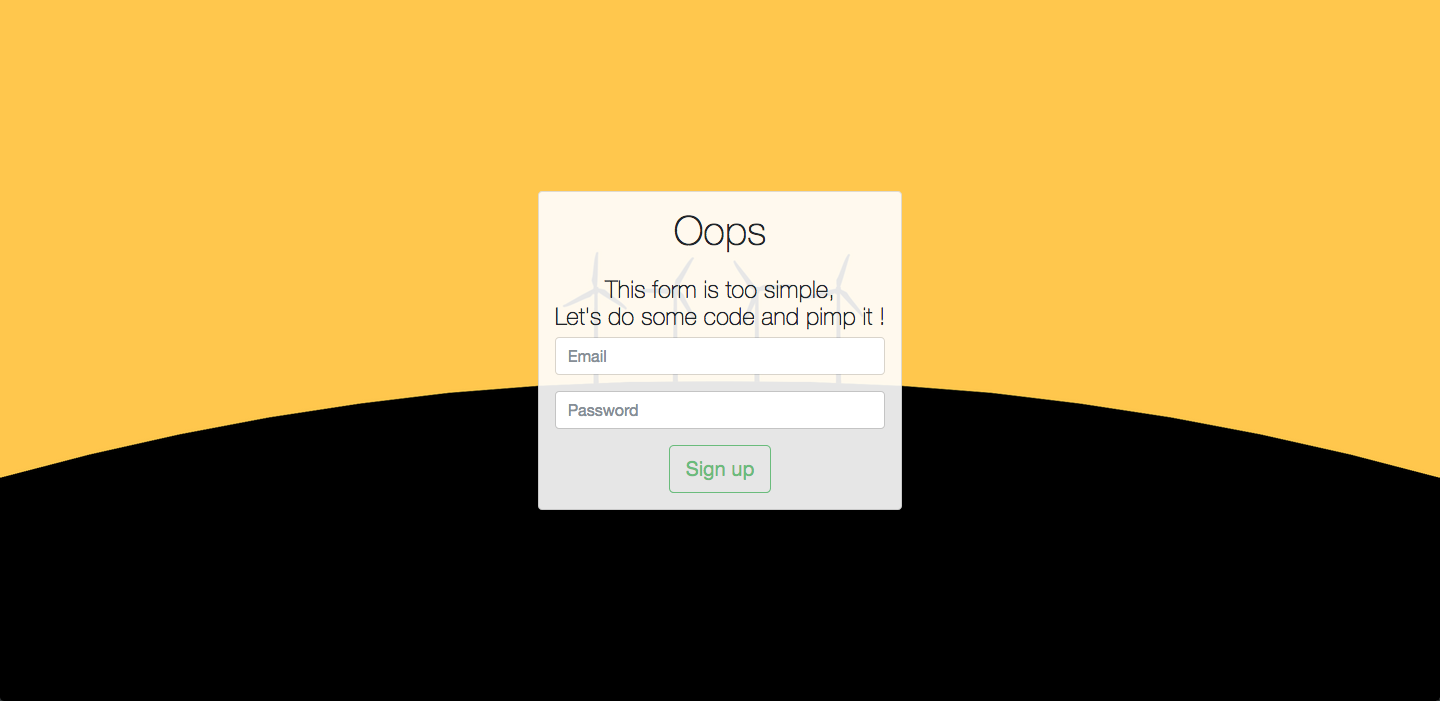 Oops
This form is too simple,
Let's do some code and pimp it !
Email
Password
Sign up